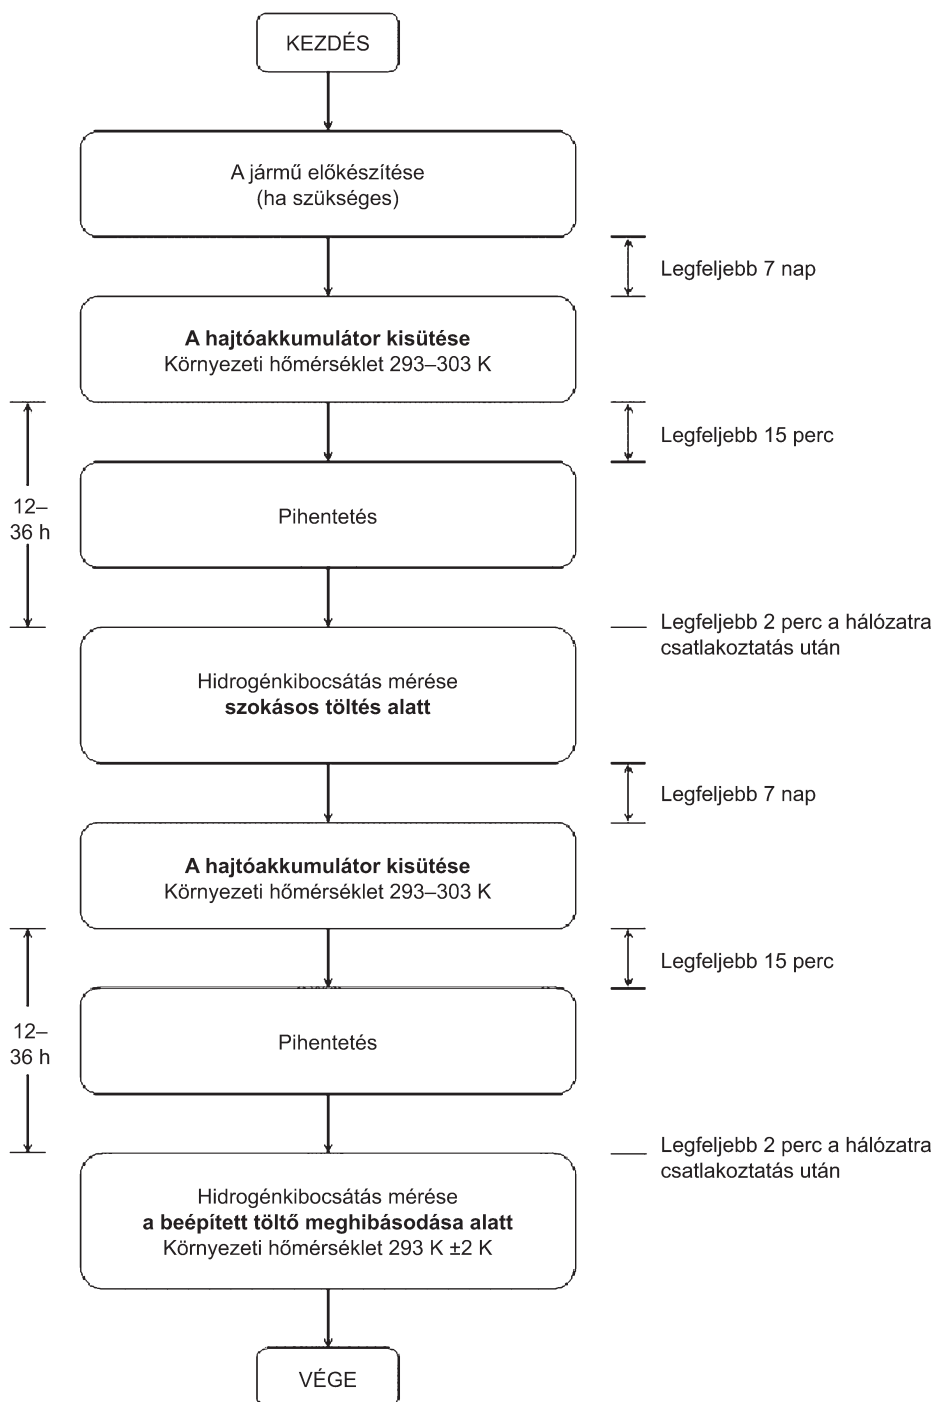 KEZDÉS
A jármű előkészítése
(ha szükséges)
Legfeljebb 7 nap
A hajtóakkumulátor kisütése
Környezeti hőmérséklet 293–303 K
Legfeljebb 15 perc
12–
36 h
Pihentetés
Legfeljebb 2 perc a hálózatra
csatlakoztatás után
Hidrogénkibocsátás mérése
szokásos töltés alatt
Legfeljebb 7 nap
A hajtóakkumulátor kisütése
Környezeti hőmérséklet 293–303 K
Legfeljebb 15 perc
12–
36 h
Pihentetés
Legfeljebb 2 perc a hálózatra
csatlakoztatás után
Hidrogénkibocsátás mérése
a beépített töltő meghibásodása alatt
Környezeti hőmérséklet 293 K ±2 K
VÉGE